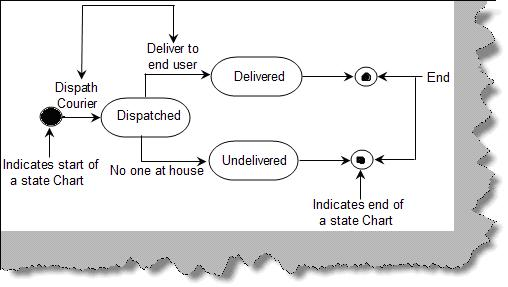 Deliver to
end user
Dispath
Courier
Delivered
End
Dispatched
Indicates start of
a state Chart
No one at house
Undelivered
Indicates end of
a state Chart